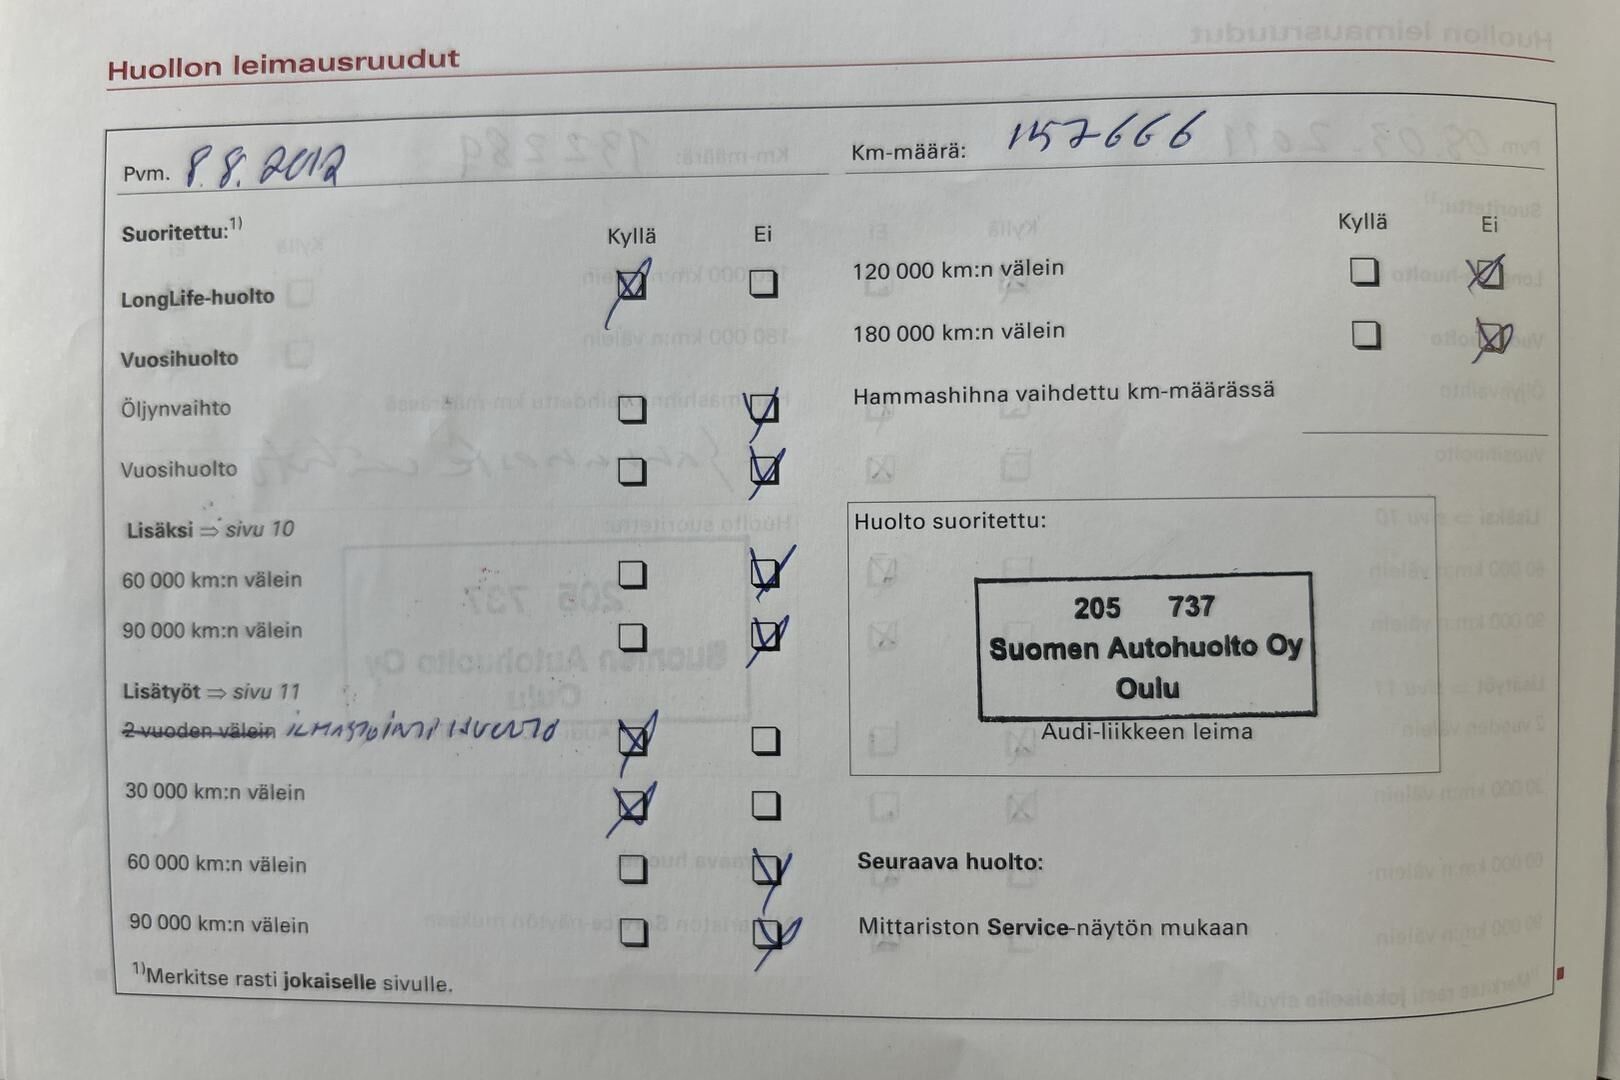 Huollon leimausruudut
Pvm. 8.8.2012
Km-määrä: 157666
Suoritettu:1) Kyllä Ei
LongLife-huolto
Vuosihuolto
Öljynvaihto
Vuosihuolto
Lisäksi ⇒ sivu 10
60 000 km:n välein
90 000 km:n välein
Lisätyöt ⇒ sivu 11
2 vuoden välein ILMASTOINTI HUOLTO
30 000 km:n välein
60 000 km:n välein
90 000 km:n välein
1)Merkitse rasti jokaiselle sivulle.
Kyllä Ei
120 000 km:n välein
180 000 km:n välein
Hammashihna vaihdettu km-määrässä
Huolto suoritettu:
205 737
Suomen Autohuolto Oy
Oulu
Audi-liikkeen leima
Seuraava huolto:
Mittariston Service-näytön mukaan